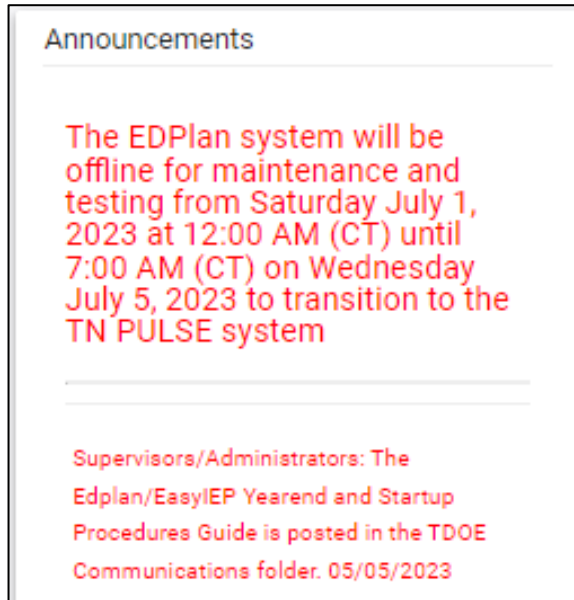 Announcements
The EDPlan system will be
offline for maintenance and
testing from Saturday July 1,
2023 at 12:00 AM (CT) until
7:00 AM (CT) on Wednesday
July 5, 2023 to transition to the
TN PULSE system
Supervisors/Administrators: The
Edplan/EasyIEP Yearend and Startup
Procedures Guide is posted in the TDOE
Communications folder. 05/05/2023